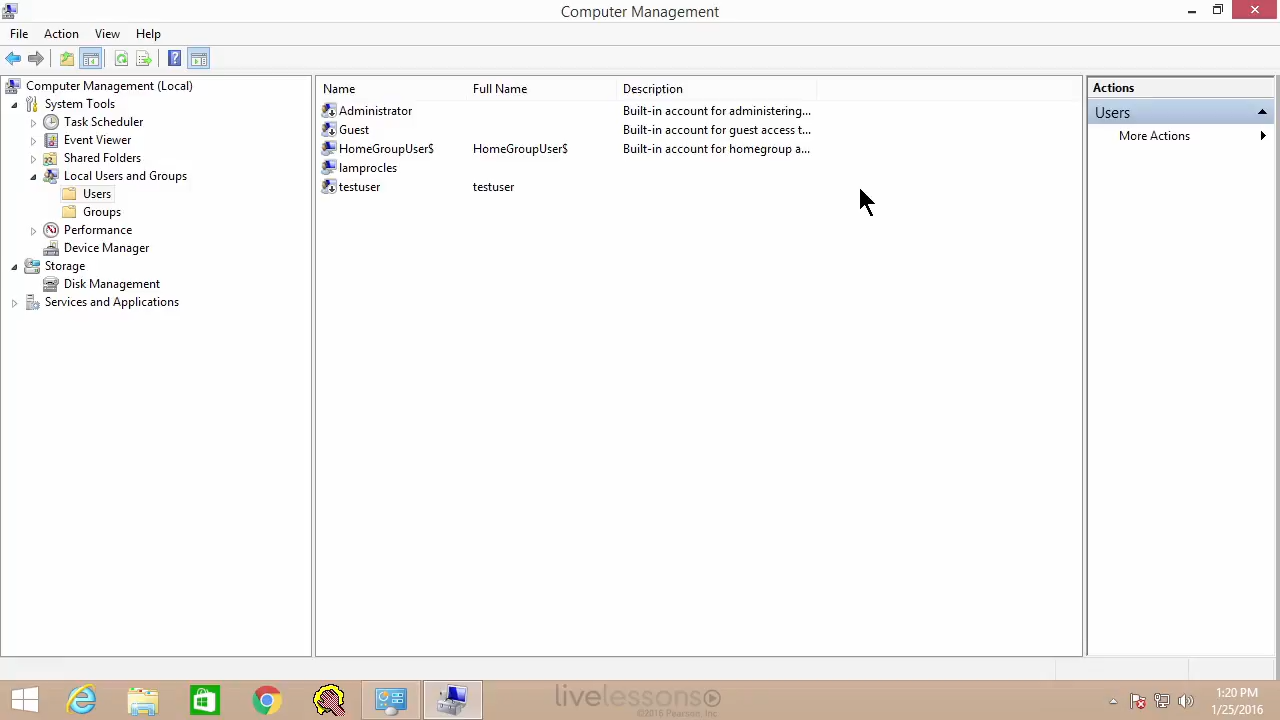 Computer Management
File Action View Help
Computer Management (Local)
System Tools
Task Scheduler
Event Viewer
Shared Folders
Local Users and Groups
Users
Groups
Performance
Device Manager
Storage
Disk Management
Services and Applications
Name Full Name Description
Administrator Built-in account for administering...
Guest Built-in account for guest access t...
HomeGroupUser$ HomeGroupUser$ Built-in account for homegroup a...
lamprocles
testuser testuser
Actions
Users
More Actions
livelessons
©2015 Pearson, Inc
1:20 PM
1/25/2016